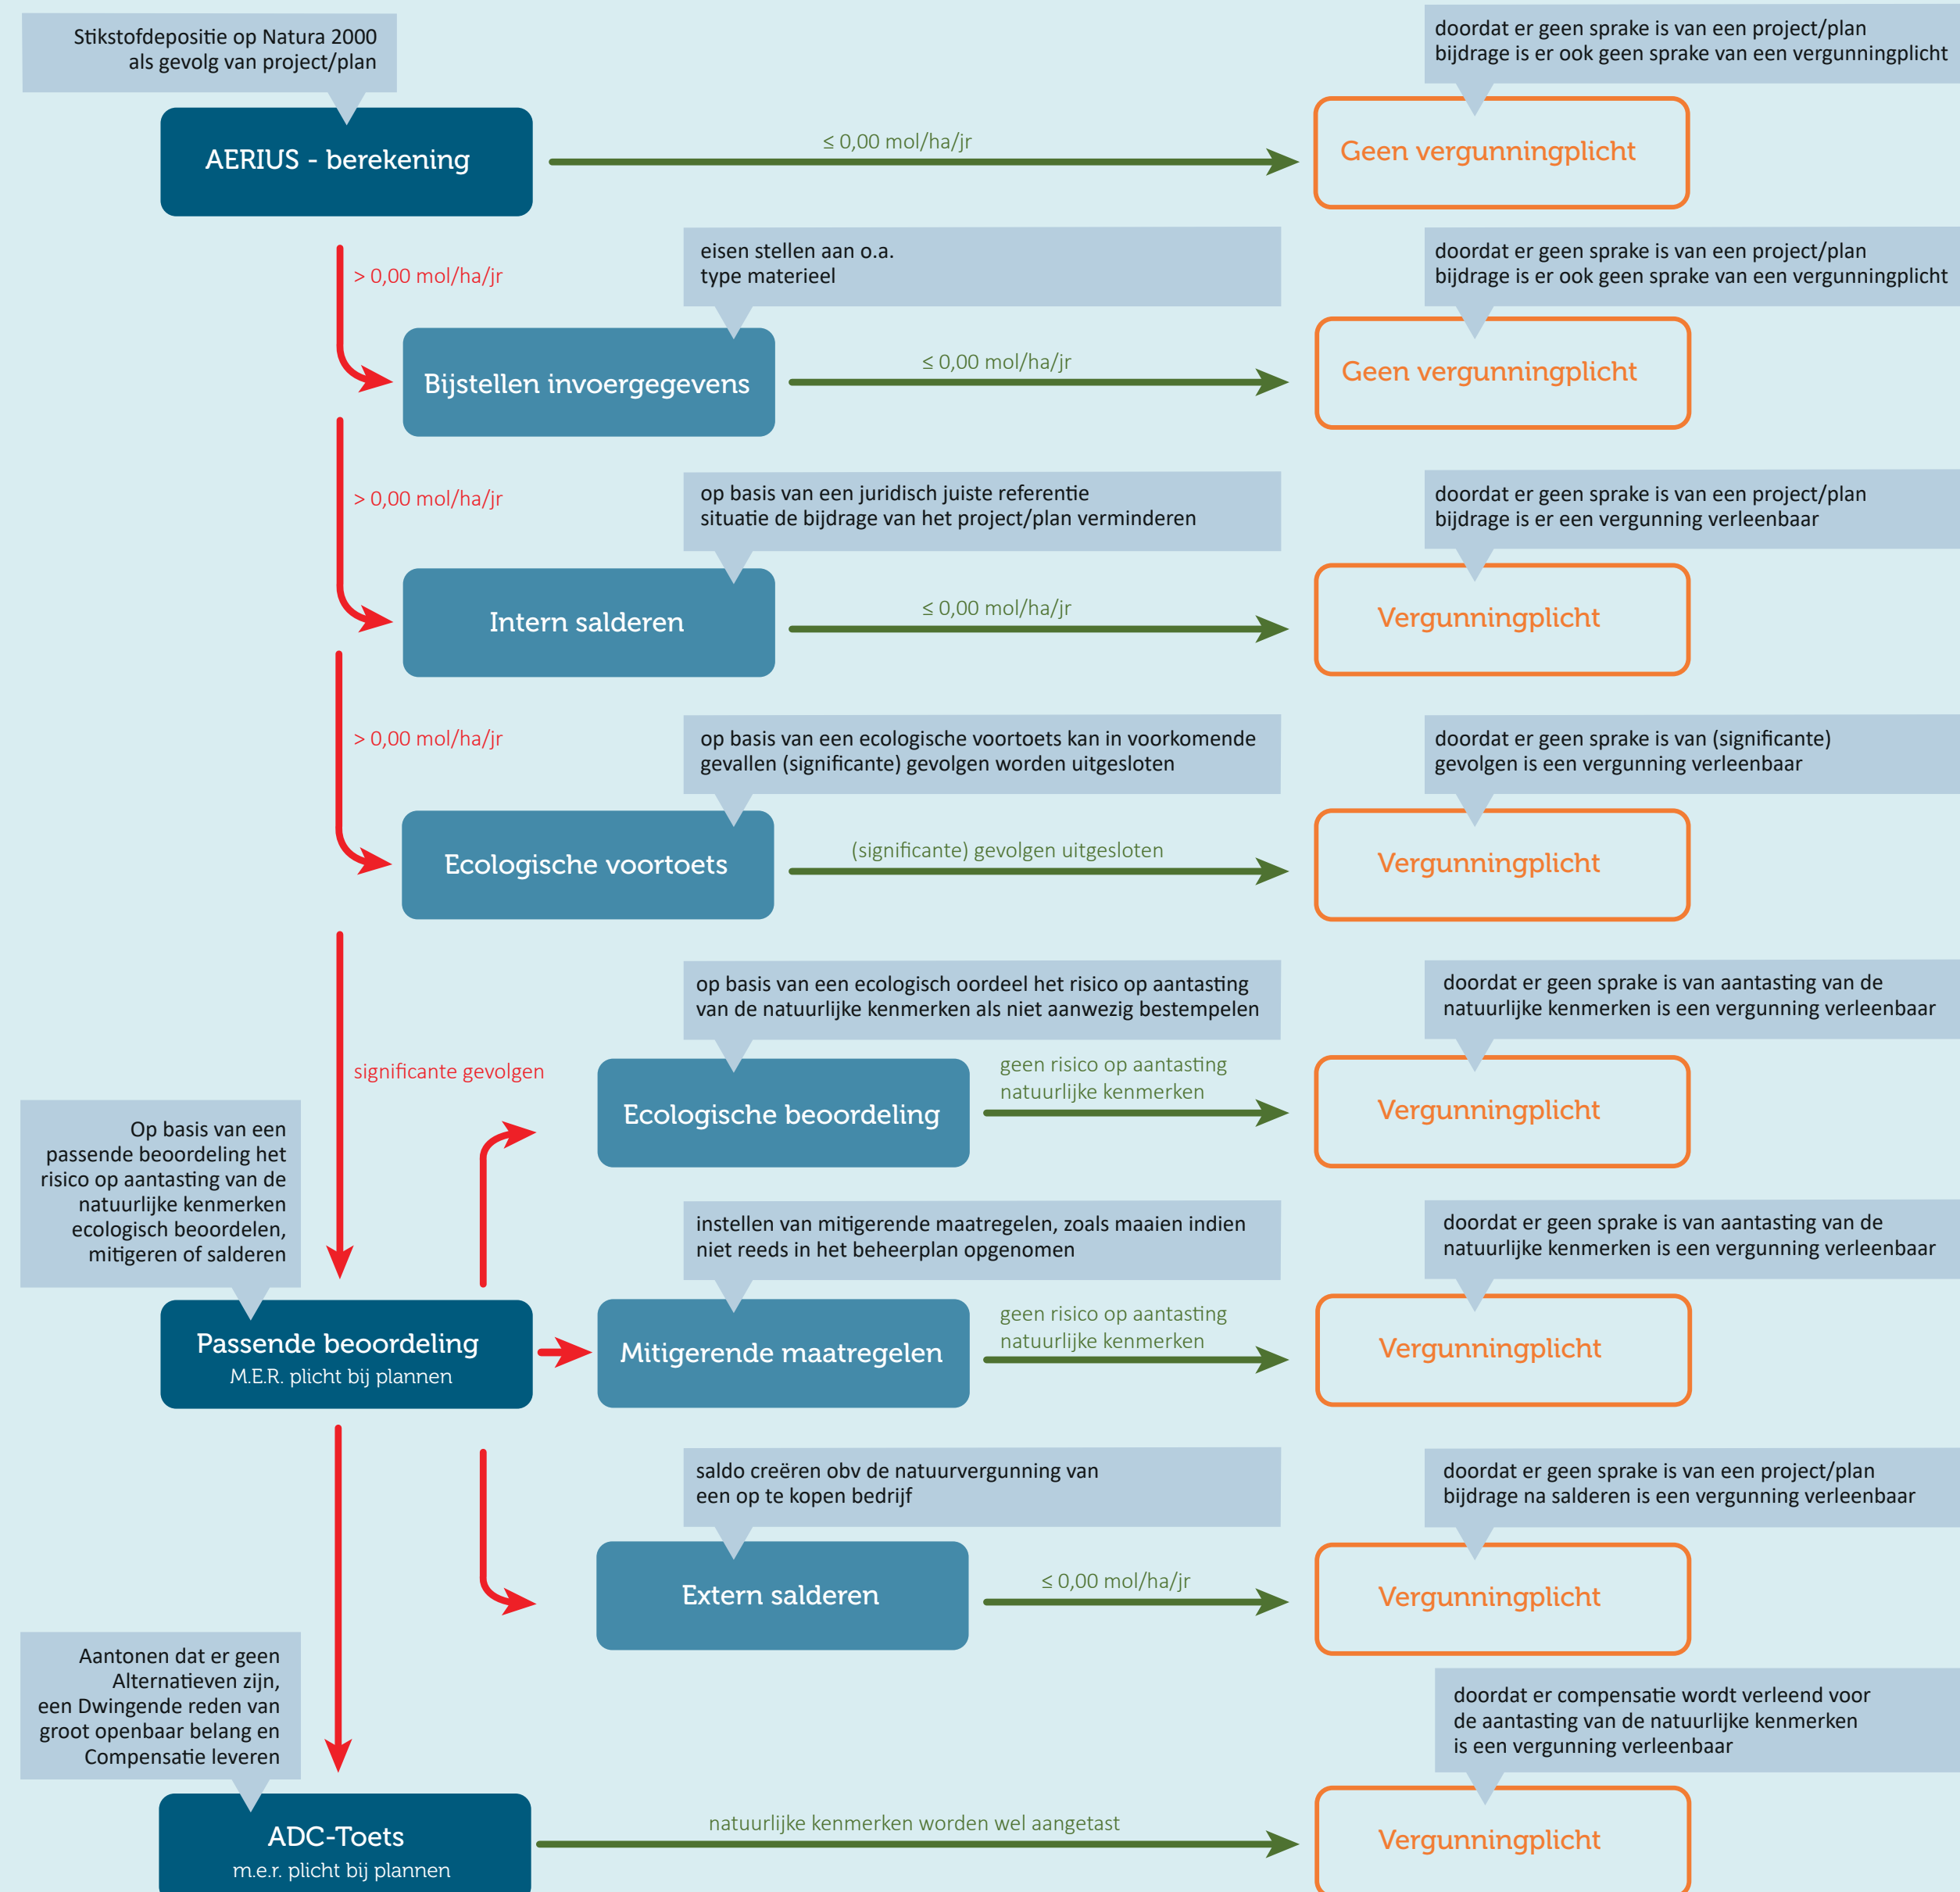 Stikstofdepositie op Natura 2000
als gevolg van project/plan
AERIUS - berekening
≤ 0,00 mol/ha/jr
doordat er geen sprake is van een project/plan
bijdrage is er ook geen sprake van een vergunningplicht
Geen vergunningplicht
> 0,00 mol/ha/jr
eisen stellen aan o.a.
type materieel
Bijstellen invoergegevens
≤ 0,00 mol/ha/jr
doordat er geen sprake is van een project/plan
bijdrage is er ook geen sprake van een vergunningplicht
Geen vergunningplicht
> 0,00 mol/ha/jr
op basis van een juridisch juiste referentie
situatie de bijdrage van het project/plan verminderen
Intern salderen
≤ 0,00 mol/ha/jr
doordat er geen sprake is van een project/plan
bijdrage is er een vergunning verleenbaar
Vergunningplicht
> 0,00 mol/ha/jr
op basis van een ecologische voortoets kan in voorkomende
gevallen (significante) gevolgen worden uitgesloten
Ecologische voortoets
(significante) gevolgen uitgesloten
doordat er geen sprake is van (significante)
gevolgen is een vergunning verleenbaar
Vergunningplicht
significante gevolgen
op basis van een ecologisch oordeel het risico op aantasting
van de natuurlijke kenmerken als niet aanwezig bestempelen
Ecologische beoordeling
geen risico op aantasting
natuurlijke kenmerken
doordat er geen sprake is van aantasting van de
natuurlijke kenmerken is een vergunning verleenbaar
Vergunningplicht
Op basis van een
passende beoordeling het
risico op aantasting van de
natuurlijke kenmerken
ecologisch beoordelen,
mitigeren of salderen
Passende beoordeling
M.E.R. plicht bij plannen
instellen van mitigerende maatregelen, zoals maaien indien
niet reeds in het beheerplan opgenomen
Mitigerende maatregelen
geen risico op aantasting
natuurlijke kenmerken
doordat er geen sprake is van aantasting van de
natuurlijke kenmerken is een vergunning verleenbaar
Vergunningplicht
saldo creëren obv de natuurvergunning van
een op te kopen bedrijf
Extern salderen
≤ 0,00 mol/ha/jr
doordat er geen sprake is van een project/plan
bijdrage na salderen is een vergunning verleenbaar
Vergunningplicht
Aantonen dat er geen
Alternatieven zijn,
een Dwingende reden van
groot openbaar belang en
Compensatie leveren
ADC-Toets
m.e.r. plicht bij plannen
natuurlijke kenmerken worden wel aangetast
doordat er compensatie wordt verleend voor
de aantasting van de natuurlijke kenmerken
is een vergunning verleenbaar
Vergunningplicht